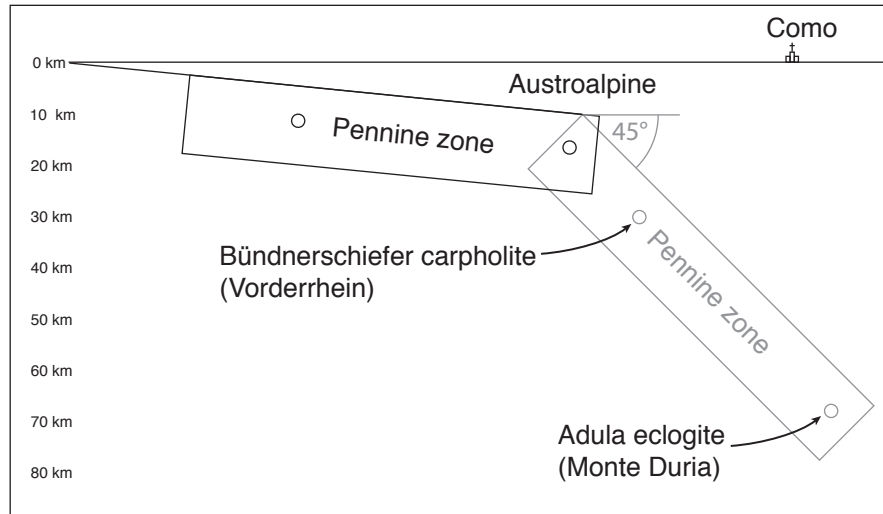 Como
0 km
Austroalpine
10 km
Pennine zone
45°
20 km
30 km
Bündnerschiefer carpholite
(Vorderrhein)
Pennine zone
40 km
50 km
60 km
Adula eclogite
(Monte Duria)
70 km
80 km